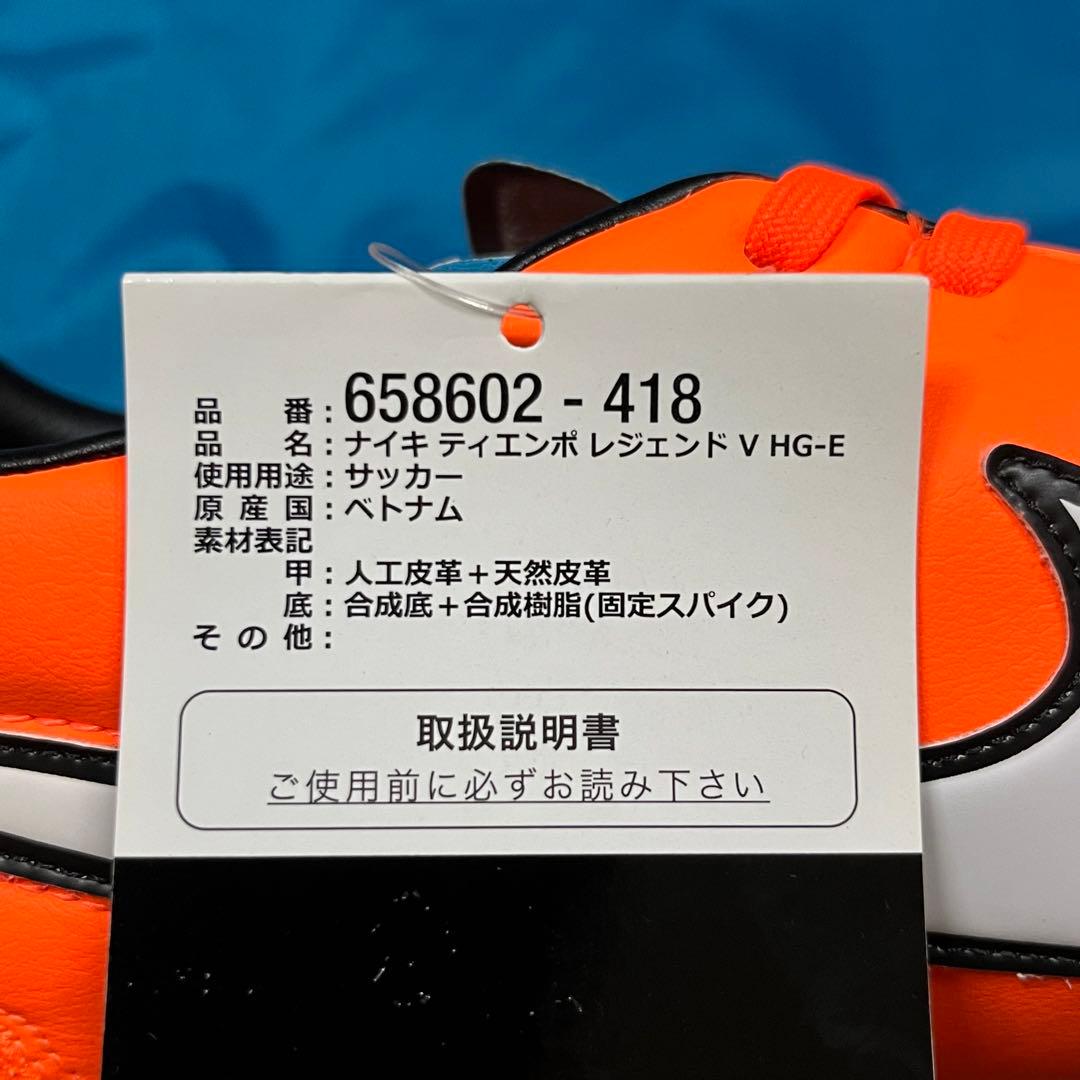 品番：658602 - 418
品名：ナイキ ティエンポ レジェンド V HG-E
使用用途：サッカー
原産国：ベトナム
素材表記
甲：人工皮革＋天然皮革
底：合成底＋合成樹脂(固定スパイク)
その他：
取扱説明書
ご使用前に必ずお読み下さい